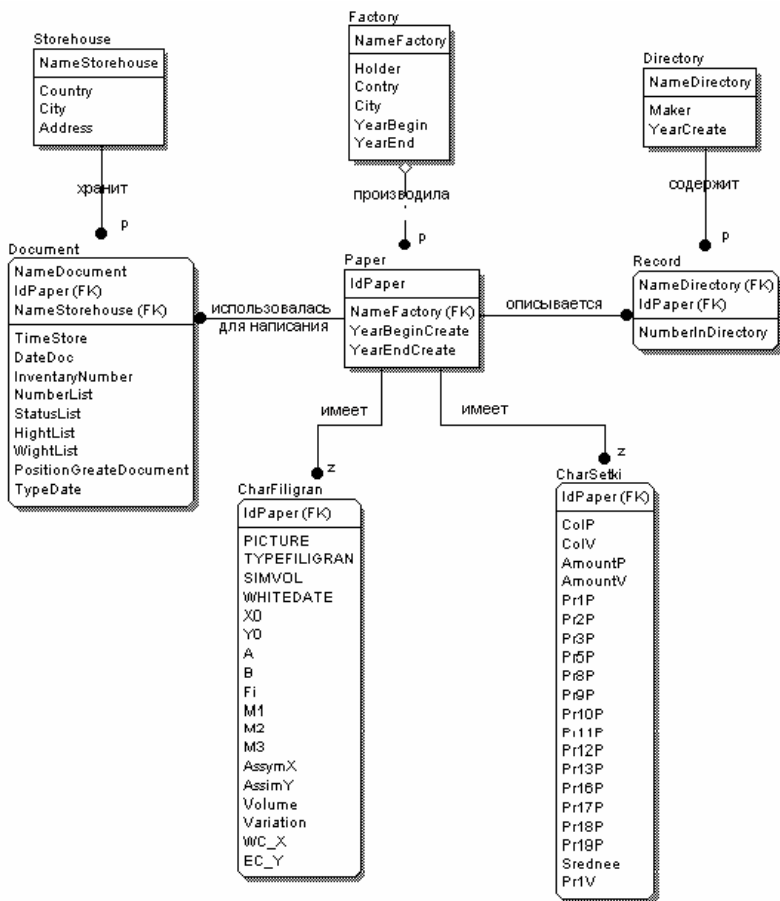 Storehouse
NameStorehouse
Country
City
Address
Factory
NameFactory
Holder
Contry
City
YearBegin
YearEnd
Directory
NameDirectory
Maker
YearCreate
хранит
P
производила
P
содержит
P
Document
NameDocument
IdPaper (FK)
NameStorehouse (FK)
TimeStore
DateDoc
InventaryNumber
NumberList
StatusList
HightList
WightList
PositionGreateDocument
TypeDate
использовалась
для написания
Paper
IdPaper
NameFactory (FK)
YearBeginCreate
YearEndCreate
описывается
Record
NameDirectory (FK)
IdPaper (FK)
NumberInDirectory
имеет
имеет
Z
Z
CharFiligran
IdPaper (FK)
PICTURE
TYPEFILIGRAN
SIMVOL
WHITEDATE
X0
Y0
A
B
Fi
M1
M2
M3
AssymX
AssimY
Volume
Variation
WC_X
EC_Y
CharSetki
IdPaper (FK)
ColP
ColV
AmountP
AmountV
Pr1P
Pr2P
Pr3P
Pr5P
Pr8P
Pr9P
Pr10P
Pr11P
Pr12P
Pr13P
Pr16P
Pr17P
Pr18P
Pr19P
Srednee
Pr1V